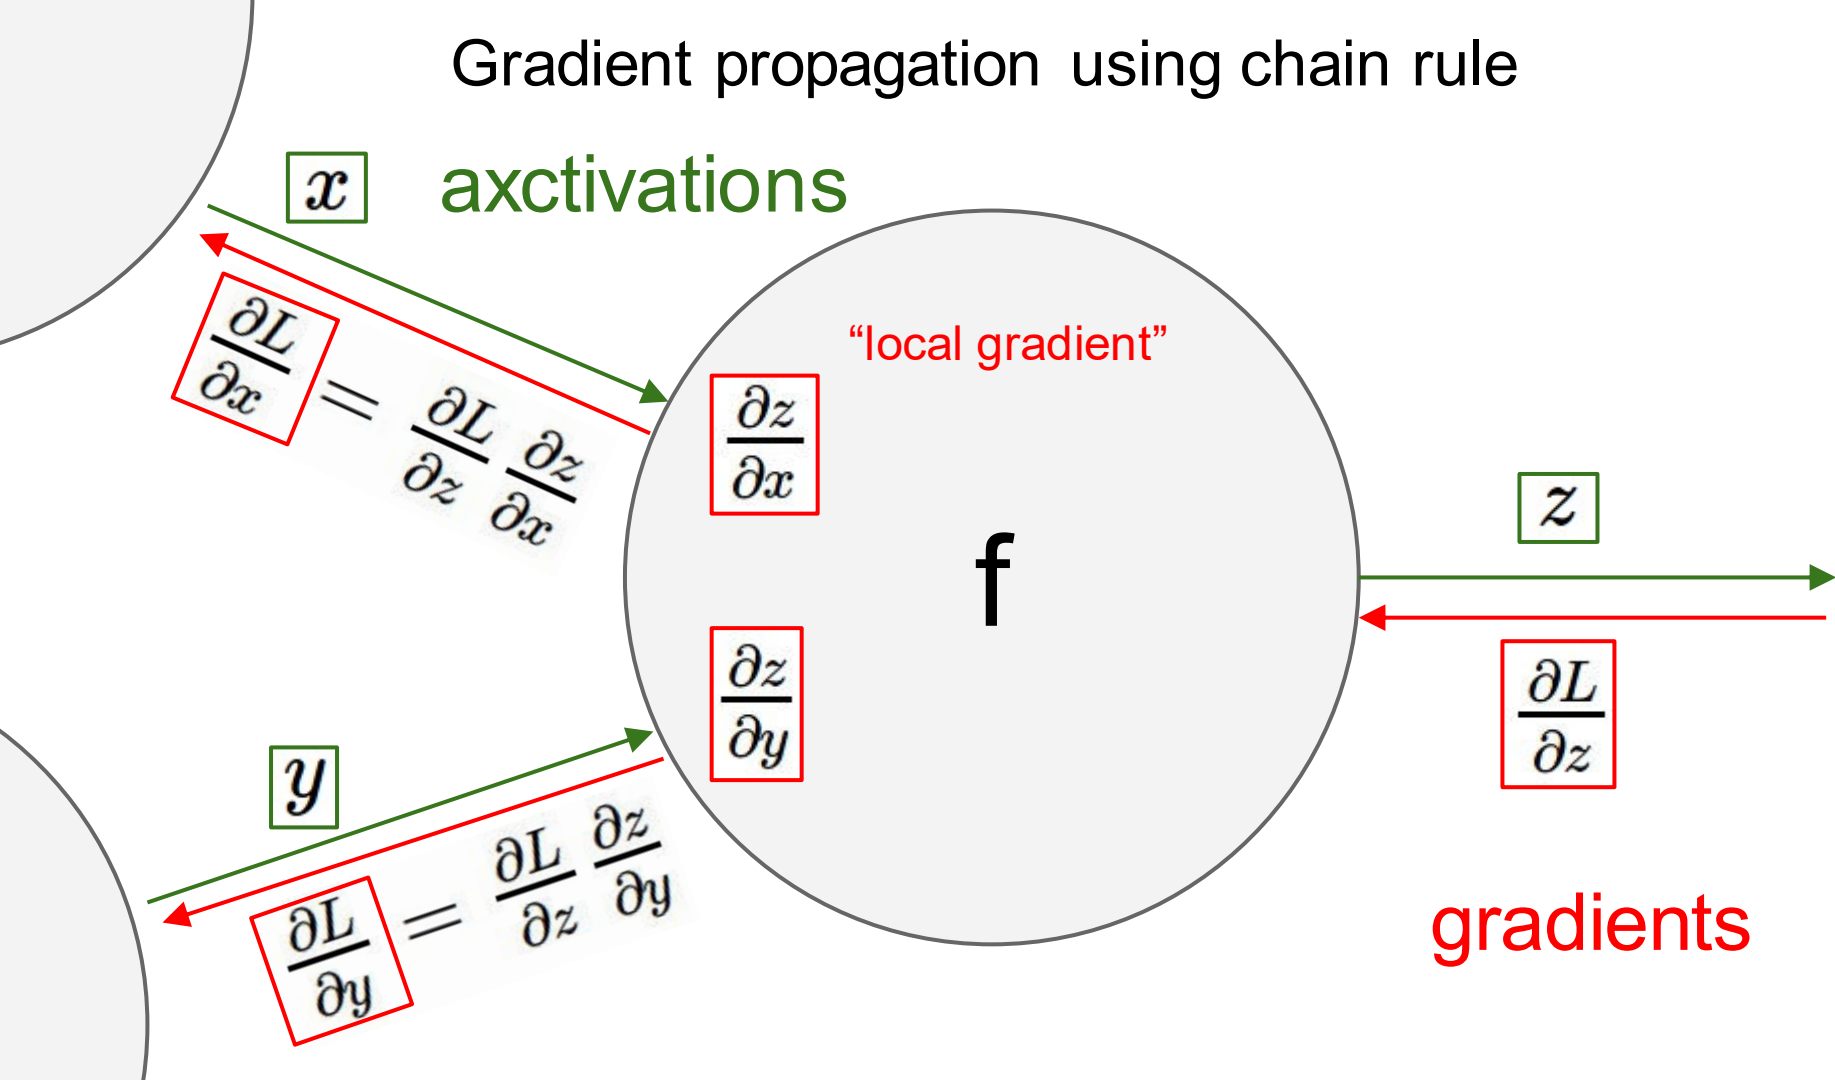 Gradient propagation using chain rule
x
axctivations
∂L/∂x = ∂L/∂z ∂z/∂x
“local gradient”
∂z/∂x
f
z
∂z/∂y
∂L/∂z
y
∂L/∂y = ∂L/∂z ∂z/∂y
gradients